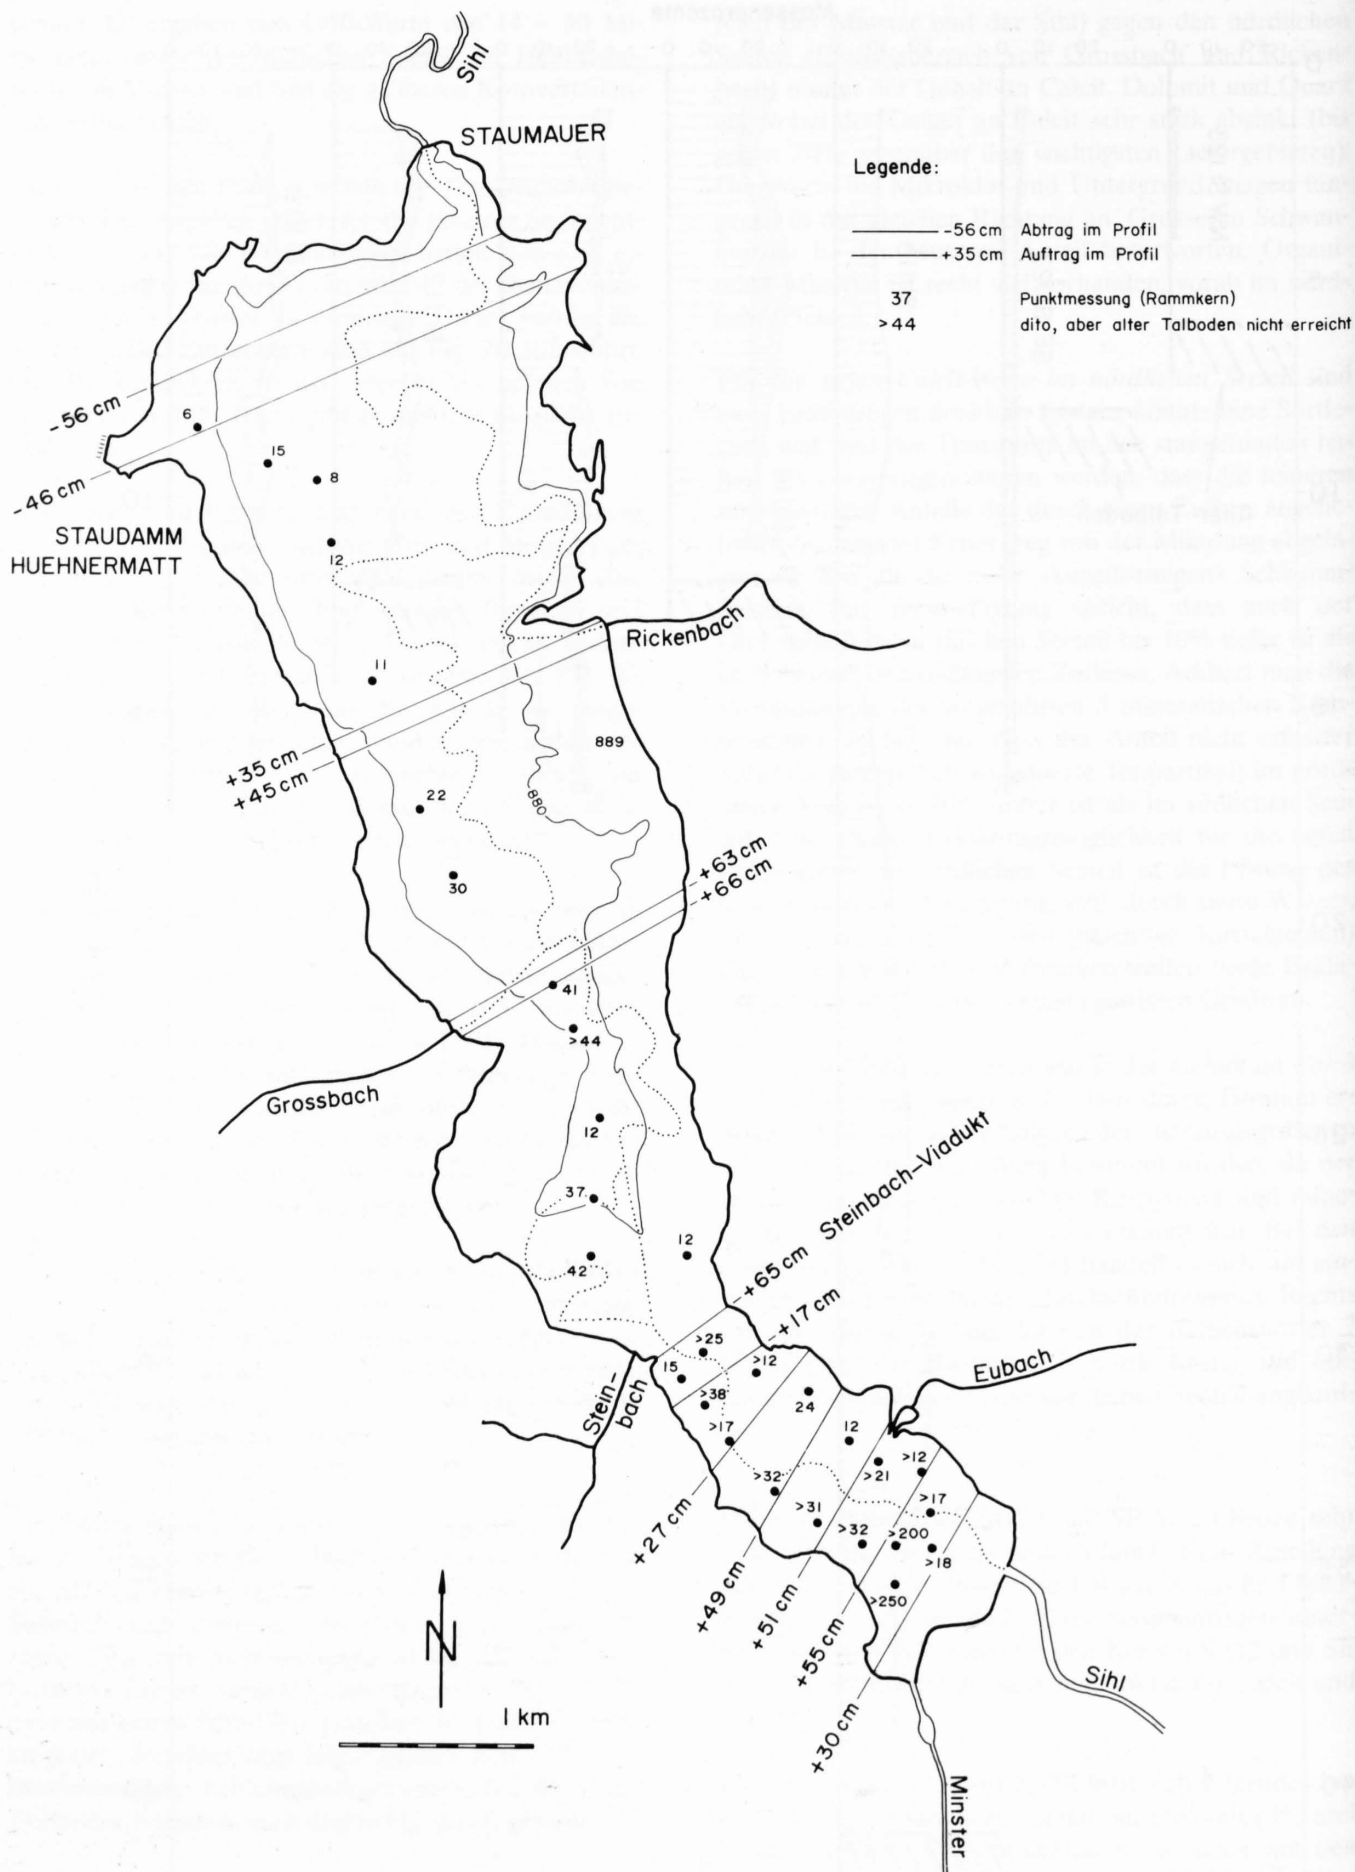 Sihl
STAUMAUER
Legende:
-56 cm Abtrag im Profil
+35 cm Auftrag im Profil
37 Punktmessung (Rammkern)
>44 dito, aber alter Talboden nicht erreicht
-56 cm
-46 cm
6
15
8
12
STAUDAMM
HUEHNERMATT
Rickenbach
11
889
+35 cm
+45 cm
880
22
30
+63 cm
+66 cm
41
>44
Grossbach
12
37
12
42
+65 cm Steinbach-Viadukt
+17 cm
>25
15
>12
>38
24
>17
Eubach
Stein-
bach
12
>12
>21
>32
>17
>31
>32
>200
>18
>250
+27 cm
+49 cm
+51 cm
+55 cm
+30 cm
N
1 km
Sihl
Minster